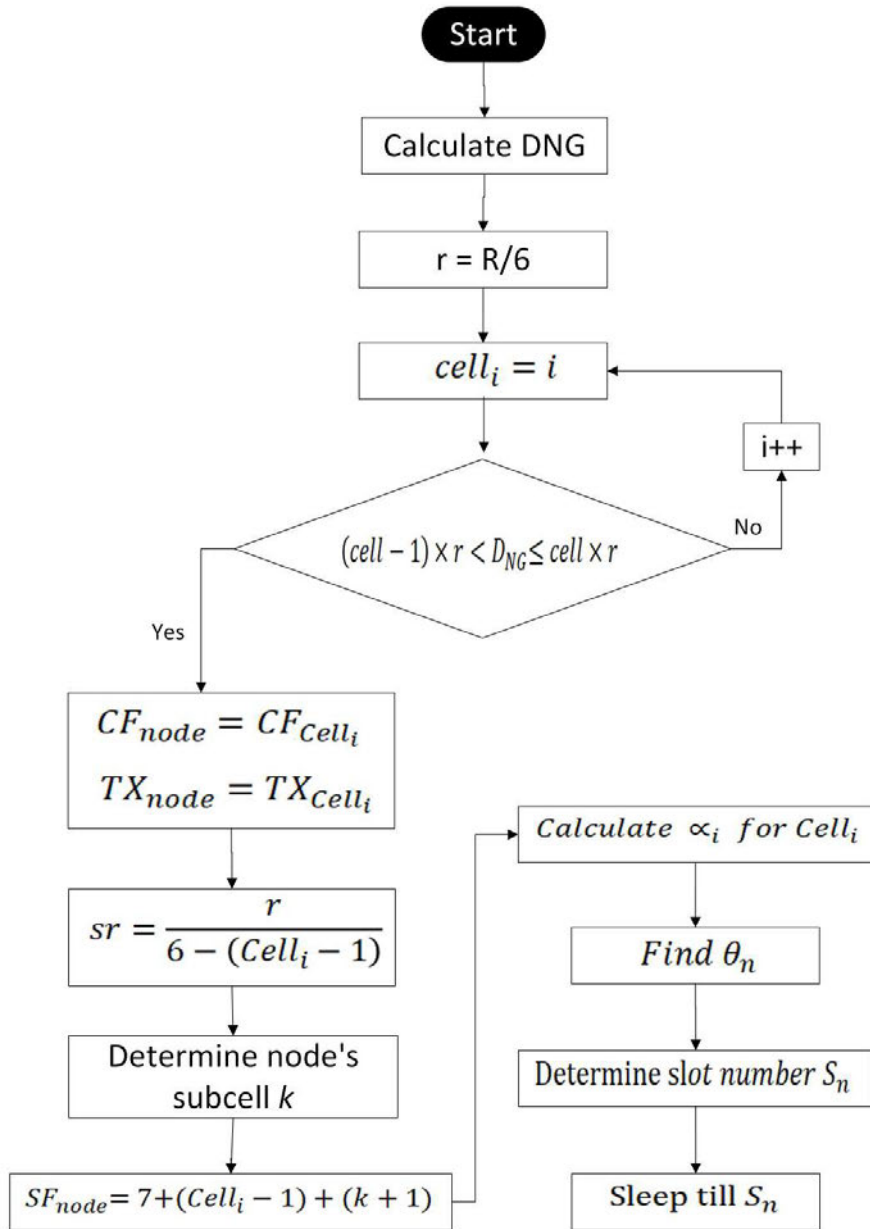 Start
Calculate DNG
r = R/6
cell_i = i
i++
(cell − 1) × r < D_NG ≤ cell × r
No
Yes
CF_node = CF_Cell_i
TX_node = TX_Cell_i
sr = r / (6 − (Cell_i − 1))
Determine node's
subcell k
SF_node = 7+(Cell_i − 1) + (k + 1)
Calculate ∝_i for Cell_i
Find θ_n
Determine slot number S_n
Sleep till S_n